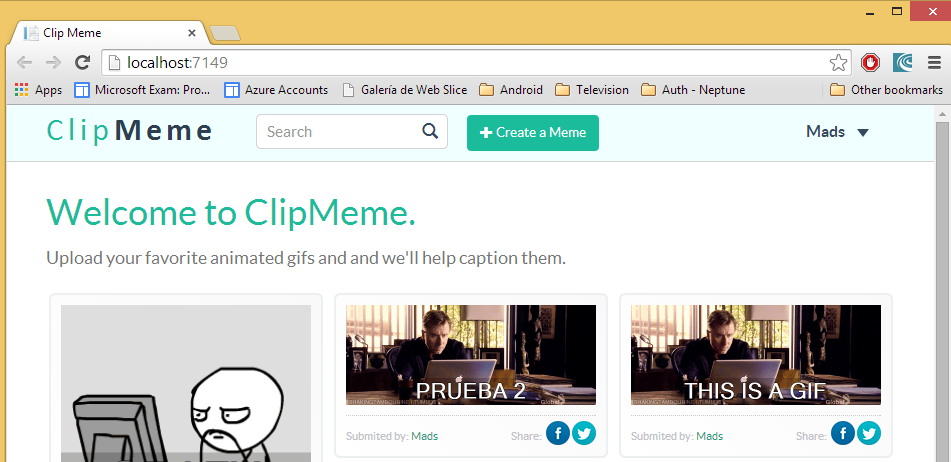 Clip Meme
localhost:7149
Apps Microsoft Exam: Pro... Azure Accounts Galería de Web Slice Android Television Auth - Neptune Other bookmarks
ClipMeme Search Create a Meme Mads
Welcome to ClipMeme.
Upload your favorite animated gifs and and we'll help caption them.
PRUEBA 2
THIS IS A GIF
Submited by: Mads Share:
Submited by: Mads Share: